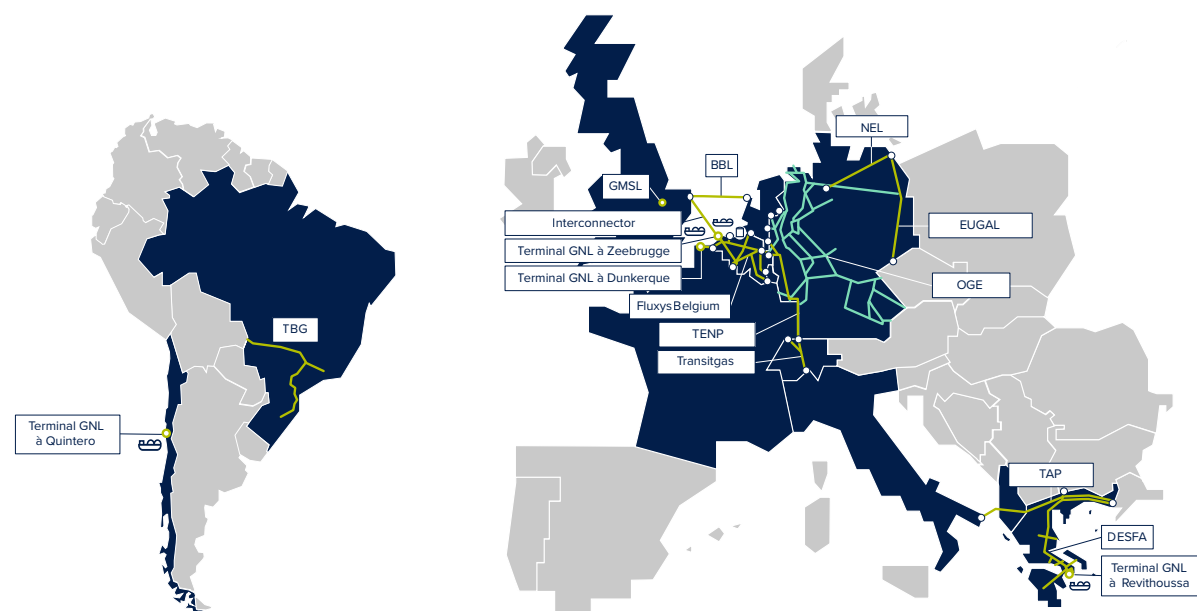 TBG
Terminal GNL
à Quintero
NEL
BBL
GMSL
Interconnector
Terminal GNL à Zeebrugge
Terminal GNL à Dunkerque
EUGAL
OGE
Fluxys Belgium
TENP
Transitgas
TAP
DESFA
Terminal GNL
à Revithoussa